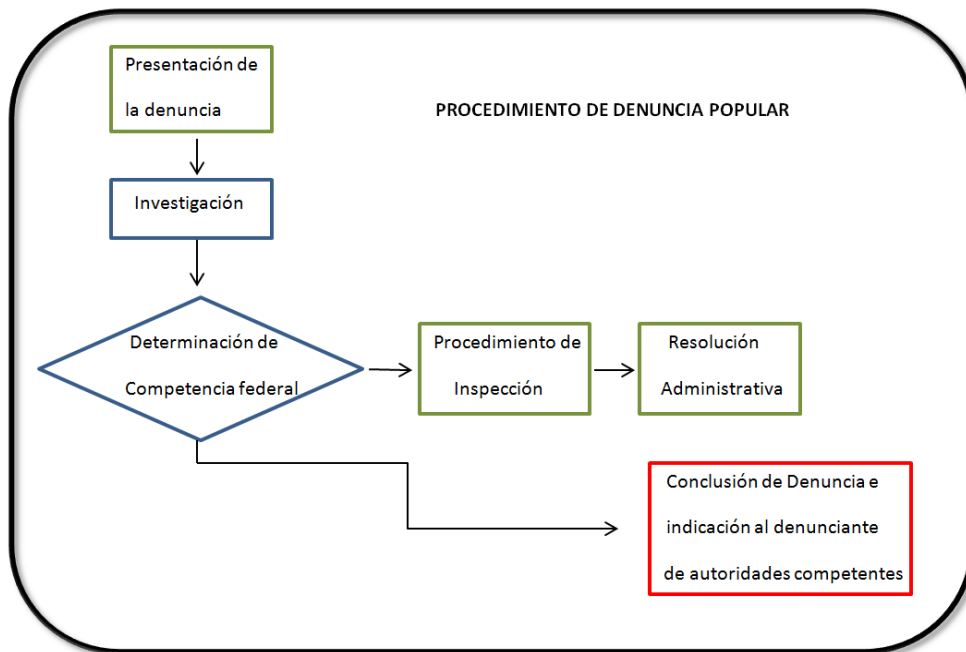 Presentación de
la denuncia
PROCEDIMIENTO DE DENUNCIA POPULAR
Investigación
Determinación de
Competencia federal
Procedimiento de
Inspección
Resolución
Administrativa
Conclusión de Denuncia e
indicación al denunciante
de autoridades competentes